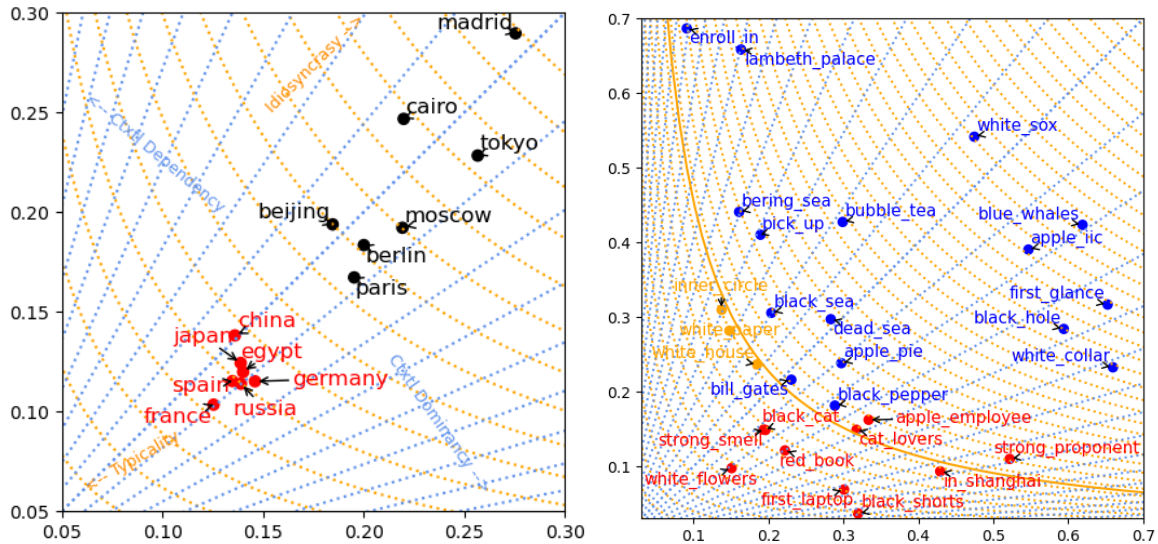 0.30
0.25
0.20
0.15
0.10
0.05
0.05
0.10
0.15
0.20
0.25
0.30
madrid
Idiosyncrasy
cairo
Ctxtl Dependency
tokyo
beijing
moscow
berlin
paris
china
japan
egypt
spain
germany
france
russia
Typicality
Ctxtl Dominancy
0.7
0.6
0.5
0.4
0.3
0.2
0.1
0.1
0.2
0.3
0.4
0.5
0.6
0.7
enroll_in
lambeth_palace
white_sox
bering_sea
bubble_tea
blue_whales
pick_up
apple_iic
inner_circle
first_glance
black_sea
black_hole
white_paper
dead_sea
white_house
apple_pie
white_collar
bill_gates
black_pepper
black_cat
apple_employee
strong_smell
cat_lovers
strong_proponent
red_book
white_flowers
in_shanghai
first_laptop
black_shorts